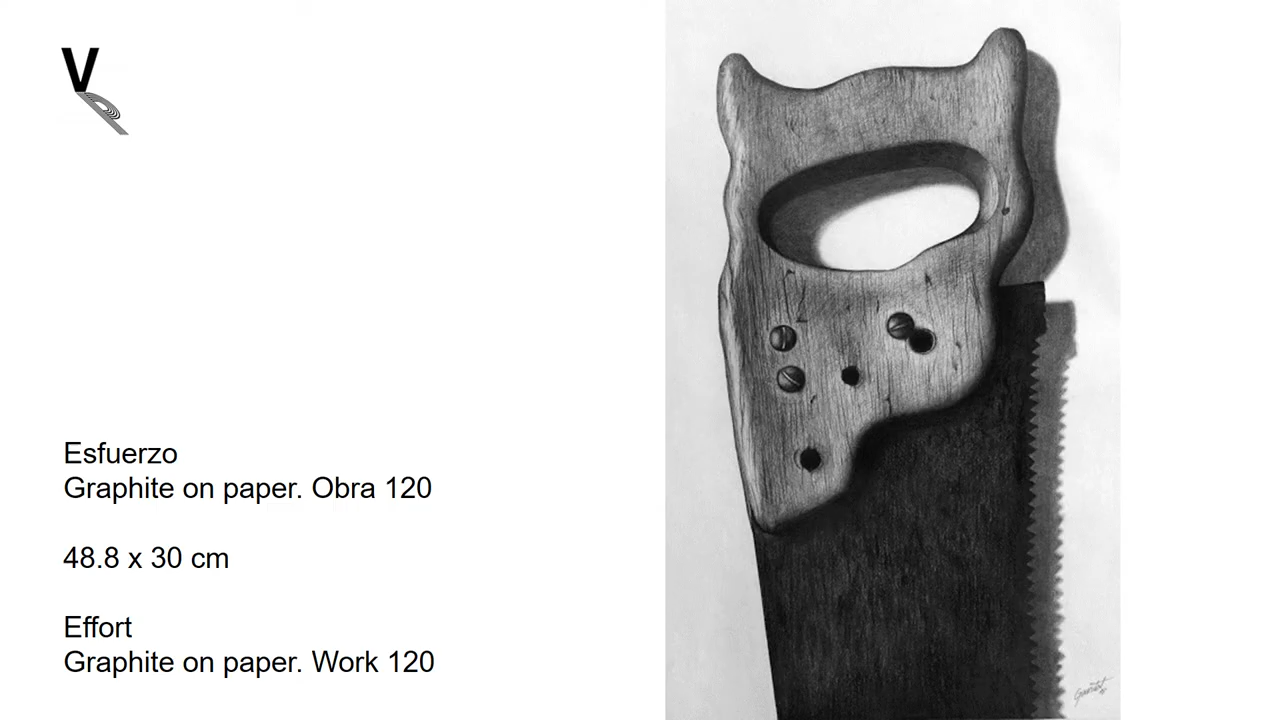 V
Esfuerzo
Graphite on paper. Obra 120
48.8 x 30 cm
Effort
Graphite on paper. Work 120